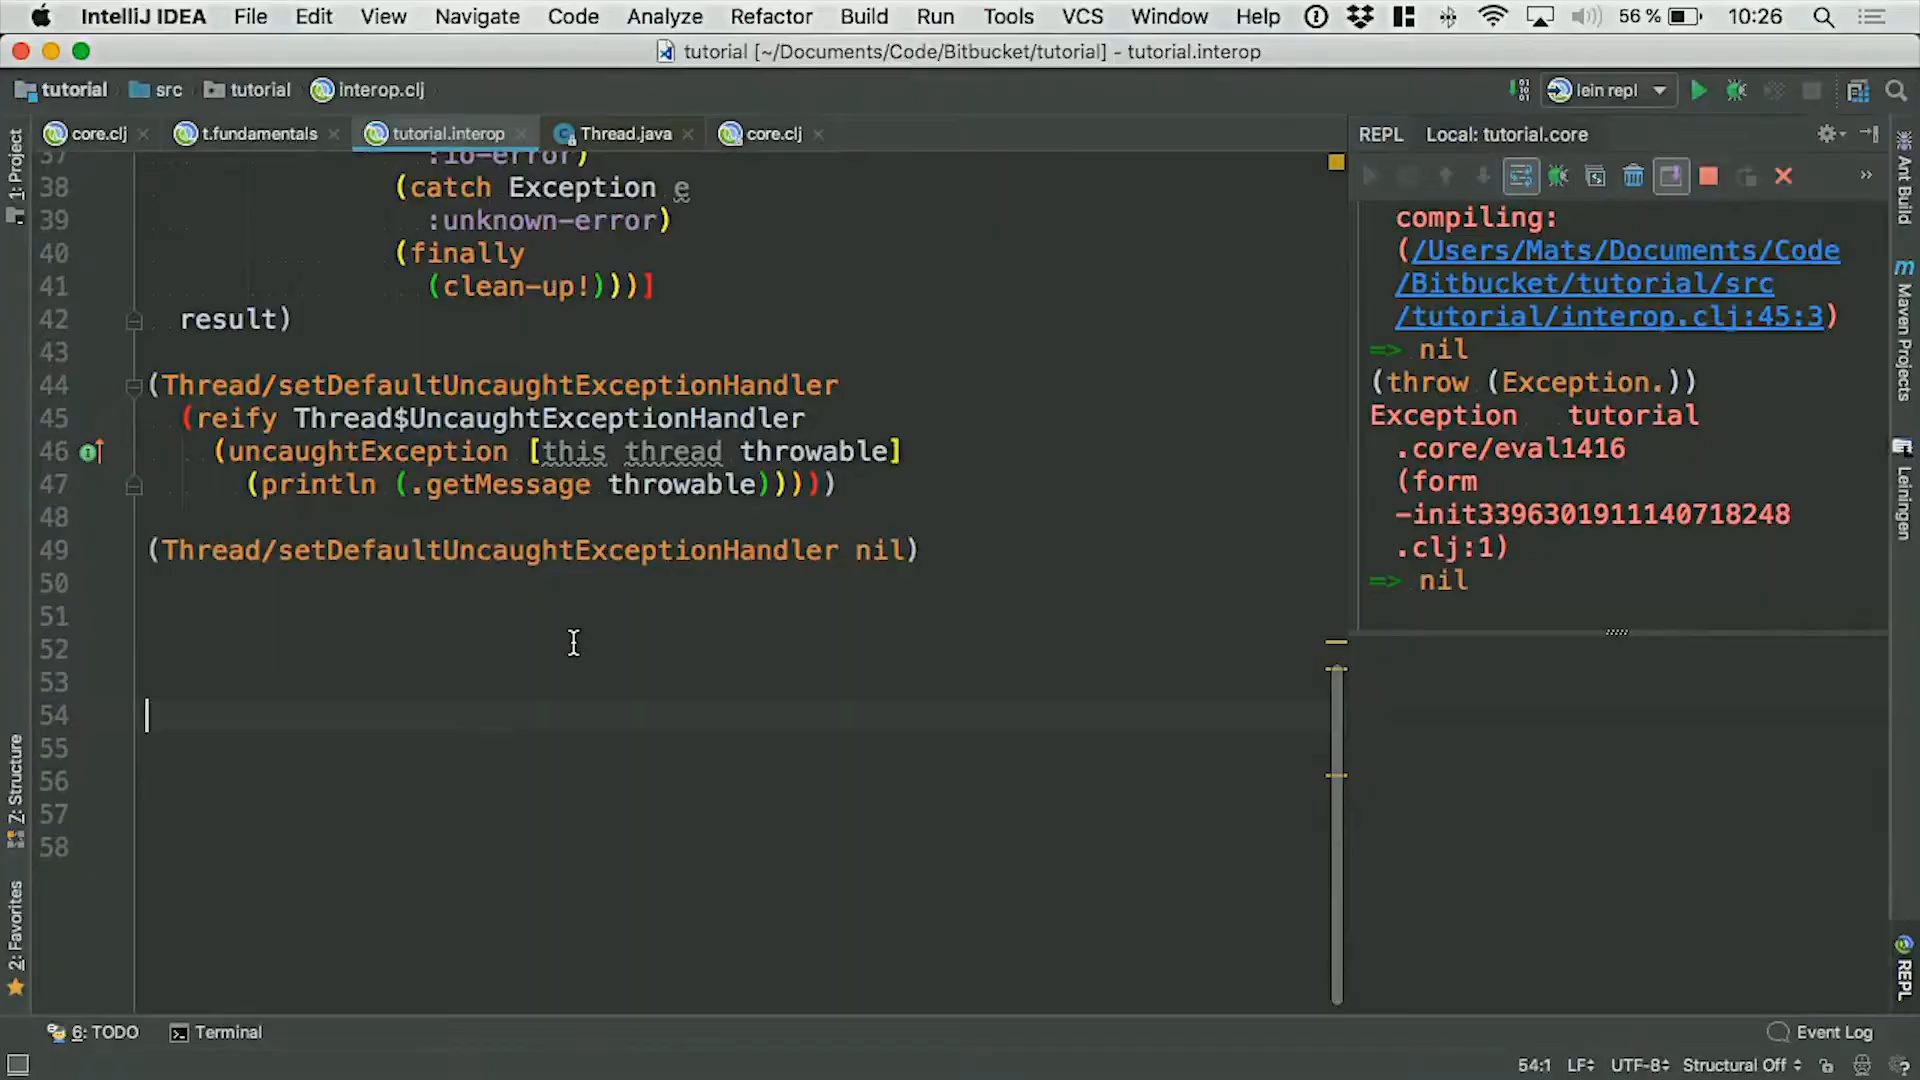 IntelliJ IDEA File Edit View Navigate Code Analyze Refactor Build Run Tools VCS Window Help 56 % 10:26
tutorial [~/Documents/Code/Bitbucket/tutorial] - tutorial.interop
tutorial src tutorial interop.clj lein repl
core.clj t.fundamentals tutorial.interop Thread.java core.clj
37 :io-error)
38 (catch Exception e
39 :unknown-error)
40 (finally
41 (clean-up!)))]
42 result)
43
44 (Thread/setDefaultUncaughtExceptionHandler
45 (reify Thread$UncaughtExceptionHandler
46 (uncaughtException [this thread throwable]
47 (println (.getMessage throwable)))))
48
49 (Thread/setDefaultUncaughtExceptionHandler nil)
50
51
52
53
54
55
56
57
58
REPL Local: tutorial.core
compiling:
(/Users/Mats/Documents/Code
/Bitbucket/tutorial/src
/tutorial/interop.clj:45:3)
=> nil
(throw (Exception.))
Exception tutorial
.core/eval1416
(form
-init3396301911140718248
.clj:1)
=> nil
1: Project
7: Structure
2: Favorites
Ant Build
Maven Projects
Leiningen
REPL
6: TODO Terminal Event Log
54:1 LF UTF-8 Structural Off